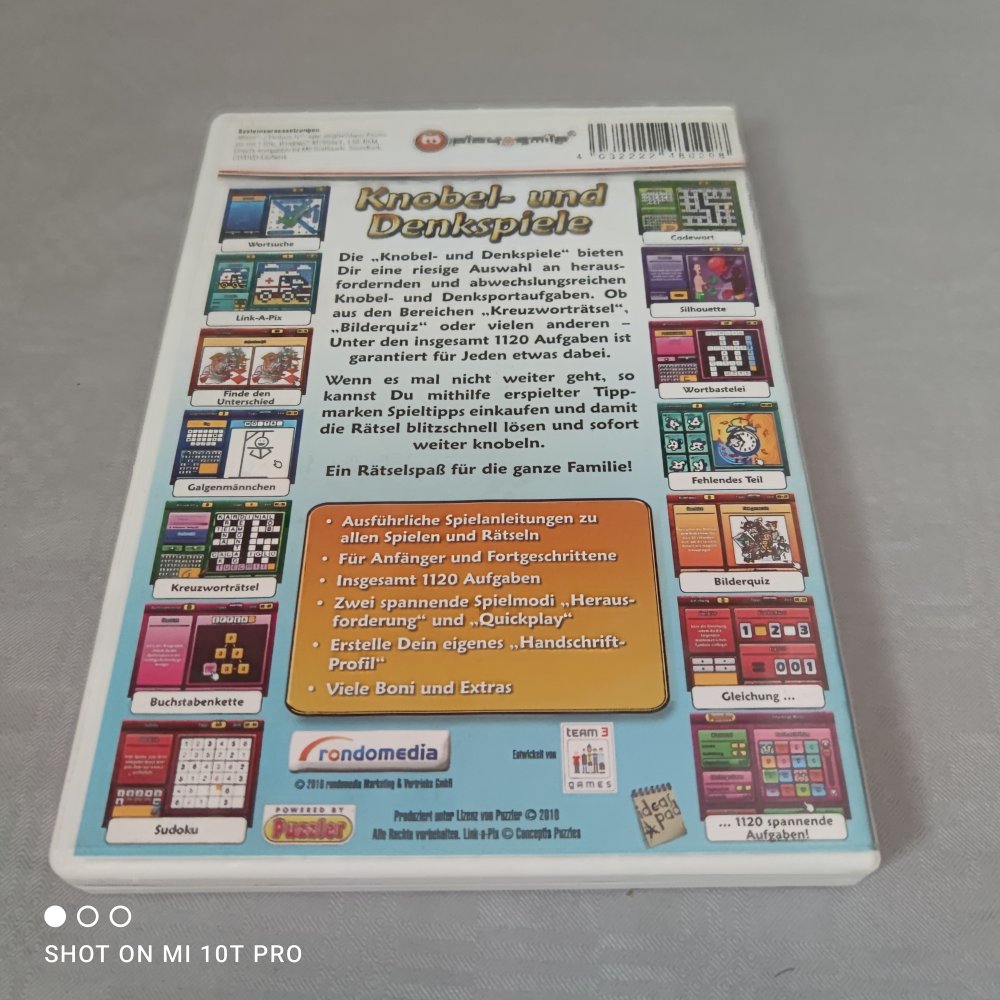 Systemvoraussetzungen
play+smile®
4 032222 480208
Knobel- und
Denkspiele
Die „Knobel- und Denkspiele“ bieten
Dir eine riesige Auswahl an heraus-
fordernden und abwechslungsreichen
Knobel- und Denksportaufgaben. Ob
aus den Bereichen „Kreuzworträtsel“,
„Bilderquiz“ oder vielen anderen –
Unter den insgesamt 1120 Aufgaben ist
garantiert für Jeden etwas dabei.
Wenn es mal nicht weiter geht, so
kannst Du mithilfe erspielter Tipp-
marken Spieltipps einkaufen und damit
die Rätsel blitzschnell lösen und sofort
weiter knobeln.
Ein Rätselspaß für die ganze Familie!
• Ausführliche Spielanleitungen zu
allen Spielen und Rätseln
• Für Anfänger und Fortgeschrittene
• Insgesamt 1120 Aufgaben
• Zwei spannende Spielmodi „Heraus-
forderung“ und „Quickplay“
• Erstelle Dein eigenes „Handschrift-
Profil“
• Viele Boni und Extras
Wortsuche
Link-A-Pix
Finde den
Unterschied
Galgenmännchen
Kreuzworträtsel
Buchstabenkette
Sudoku
Codewort
Silhouette
Wortbastelei
Fehlendes Teil
Bilderquiz
Gleichung ...
... 1120 spannende
Aufgaben!
rondomedia
© 2010 rondomedia Marketing & Vertriebs GmbH
Entwickelt von
team 3
GAMES
POWERED BY
Puzzler
Produziert unter Lizenz von Puzzler © 2010
Alle Rechte vorbehalten. Link-a-Pix © Conceptis Puzzles
ideas
pad
SHOT ON MI 10T PRO